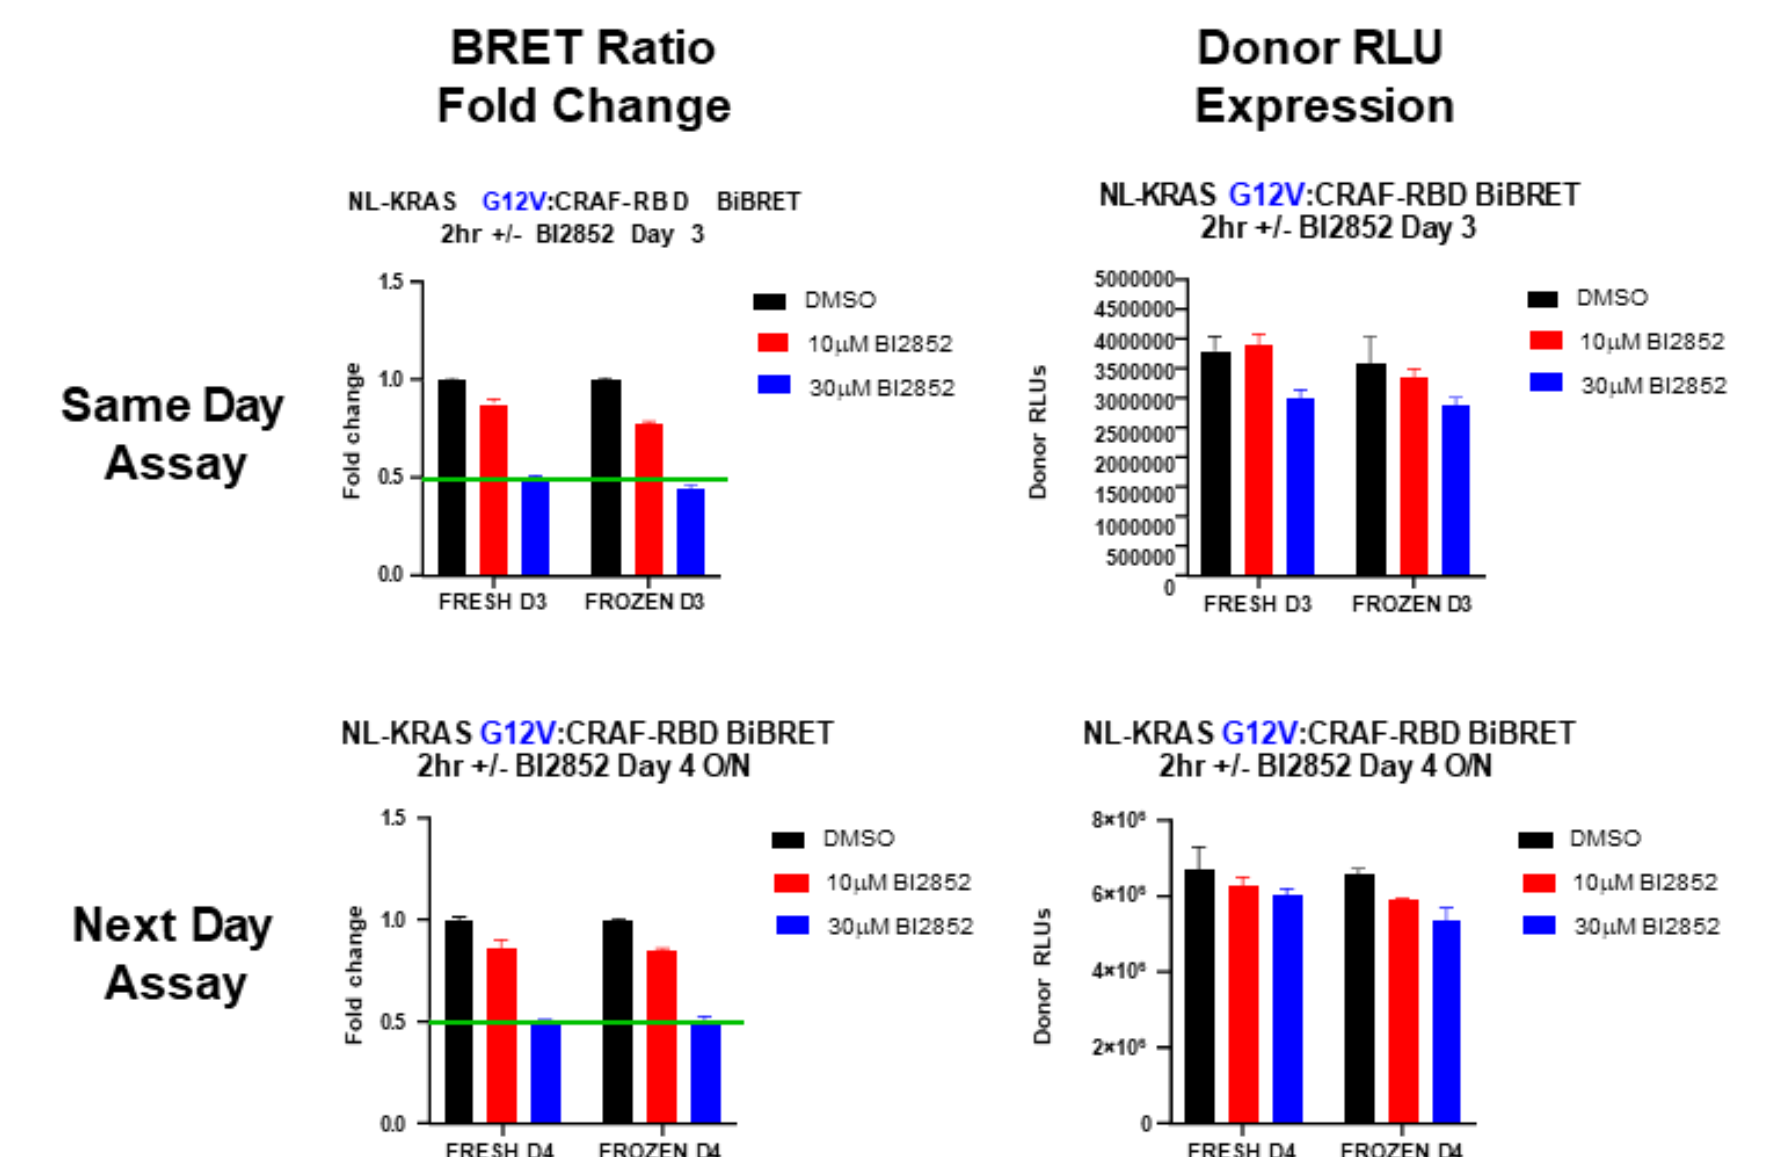 BRET Ratio
Fold Change
Donor RLU
Expression
Same Day
Assay
NL-KRAS G12V:CRAF-RBD BiBRET
2hr +/- BI2852 Day 3
Fold change
1.5
1.0
0.5
0.0
FRESH D3
FROZEN D3
DMSO
10µM BI2852
30µM BI2852
NL-KRAS G12V:CRAF-RBD BiBRET
2hr +/- BI2852 Day 3
Donor RLUs
5000000
4500000
4000000
3500000
3000000
2500000
2000000
1500000
1000000
500000
0
FRESH D3
FROZEN D3
DMSO
10µM BI2852
30µM BI2852
Next Day
Assay
NL-KRAS G12V:CRAF-RBD BiBRET
2hr +/- BI2852 Day 4 O/N
Fold change
1.5
1.0
0.5
0.0
FRESH D4
FROZEN D4
DMSO
10µM BI2852
30µM BI2852
NL-KRAS G12V:CRAF-RBD BiBRET
2hr +/- BI2852 Day 4 O/N
Donor RLUs
8×10⁶
6×10⁶
4×10⁶
2×10⁶
0
FRESH D4
FROZEN D4
DMSO
10µM BI2852
30µM BI2852